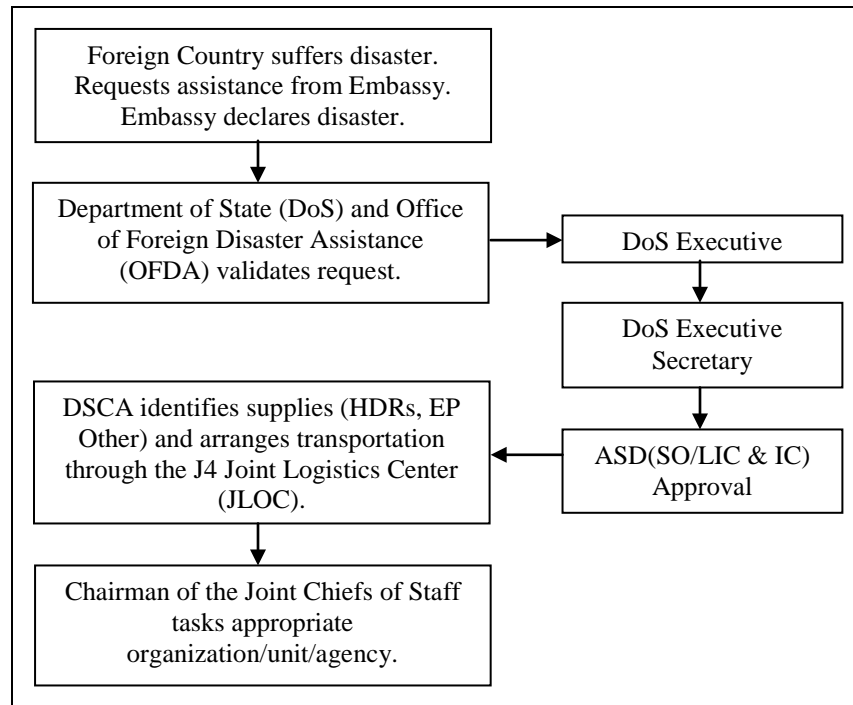 Foreign Country suffers disaster.
Requests assistance from Embassy.
Embassy declares disaster.
Department of State (DoS) and Office
of Foreign Disaster Assistance
(OFDA) validates request.
DoS Executive
DoS Executive
Secretary
ASD(SO/LIC & IC)
Approval
DSCA identifies supplies (HDRs, EP
Other) and arranges transportation
through the J4 Joint Logistics Center
(JLOC).
Chairman of the Joint Chiefs of Staff
tasks appropriate
organization/unit/agency.